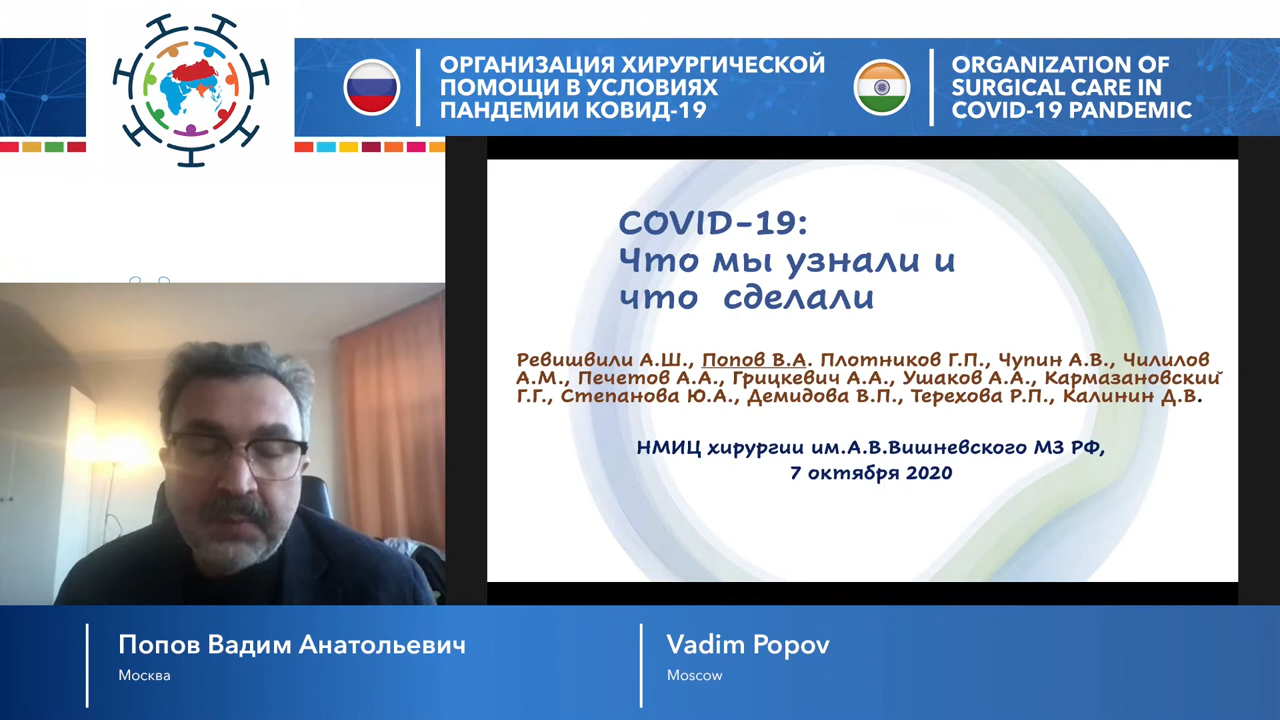 ОРГАНИЗАЦИЯ ХИРУРГИЧЕСКОЙ
ПОМОЩИ В УСЛОВИЯХ
ПАНДЕМИИ КОВИД-19
ORGANIZATION OF
SURGICAL CARE IN
COVID-19 PANDEMIC
COVID-19:
Что мы узнали и
что сделали
Ревишвили А.Ш., Попов В.А. Плотников Г.П., Чупин А.В., Чилилов
А.М., Печетов А.А., Грицкевич А.А., Ушаков А.А., Кармазановский
Г.Г., Степанова Ю.А., Демидова В.П., Терехова Р.П., Калинин Д.В.
НМИЦ хирургии им.А.В.Вишневского МЗ РФ,
7 октября 2020
Попов Вадим Анатольевич
Москва
Vadim Popov
Moscow